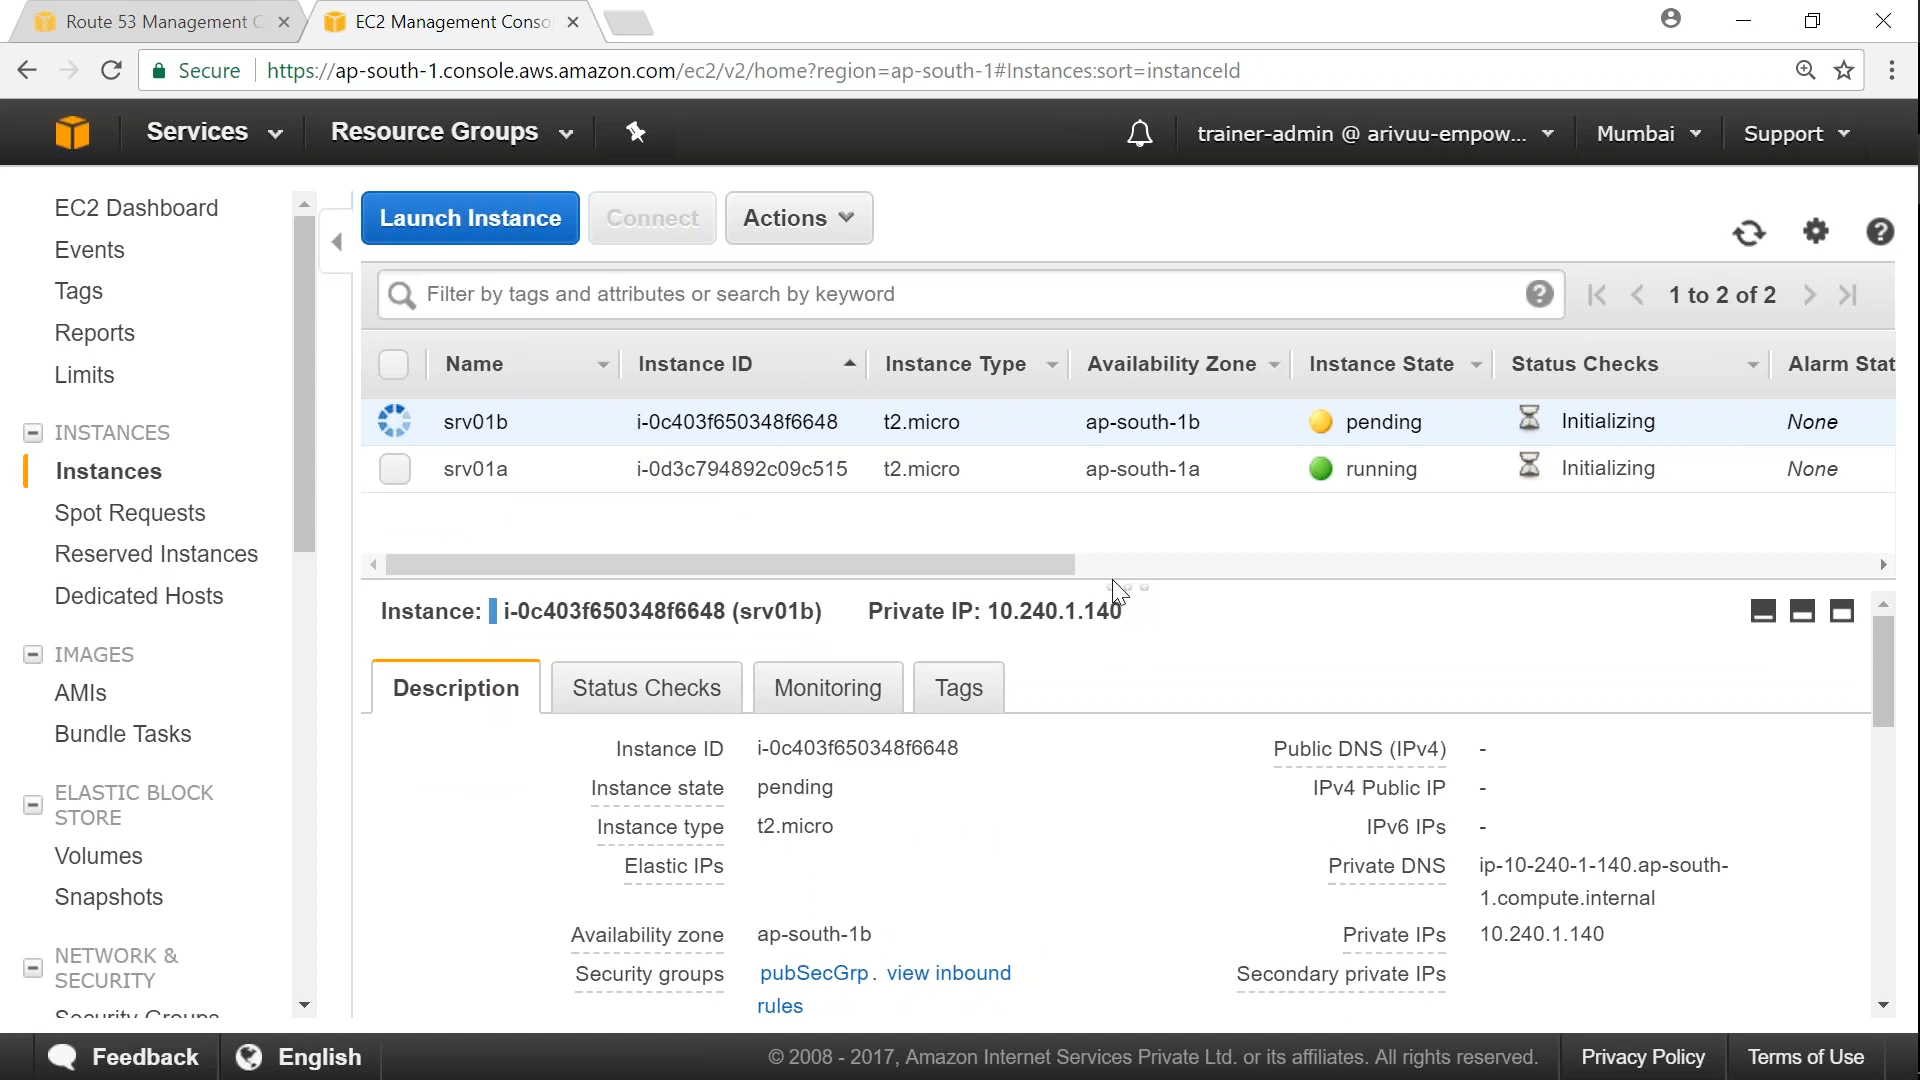 Route 53 Management C
EC2 Management Conso
Secure
https://ap-south-1.console.aws.amazon.com/ec2/v2/home?region=ap-south-1#Instances:sort=instanceId
Services
Resource Groups
trainer-admin @ arivuu-empow...
Mumbai
Support
EC2 Dashboard
Events
Tags
Reports
Limits
INSTANCES
Instances
Spot Requests
Reserved Instances
Dedicated Hosts
IMAGES
AMIs
Bundle Tasks
ELASTIC BLOCK
STORE
Volumes
Snapshots
NETWORK &
SECURITY
Security Groups
Launch Instance
Connect
Actions
Filter by tags and attributes or search by keyword
1 to 2 of 2
Name
Instance ID
Instance Type
Availability Zone
Instance State
Status Checks
Alarm Stat
srv01b i-0c403f650348f6648 t2.micro ap-south-1b pending Initializing None
srv01a i-0d3c794892c09c515 t2.micro ap-south-1a running Initializing None
Instance: i-0c403f650348f6648 (srv01b) Private IP: 10.240.1.140
Description
Status Checks
Monitoring
Tags
Instance ID i-0c403f650348f6648
Instance state pending
Instance type t2.micro
Elastic IPs
Availability zone ap-south-1b
Security groups pubSecGrp . view inbound
rules
Public DNS (IPv4) -
IPv4 Public IP -
IPv6 IPs -
Private DNS ip-10-240-1-140.ap-south-
1.compute.internal
Private IPs 10.240.1.140
Secondary private IPs
Feedback
English
© 2008 - 2017, Amazon Internet Services Private Ltd. or its affiliates. All rights reserved.
Privacy Policy
Terms of Use